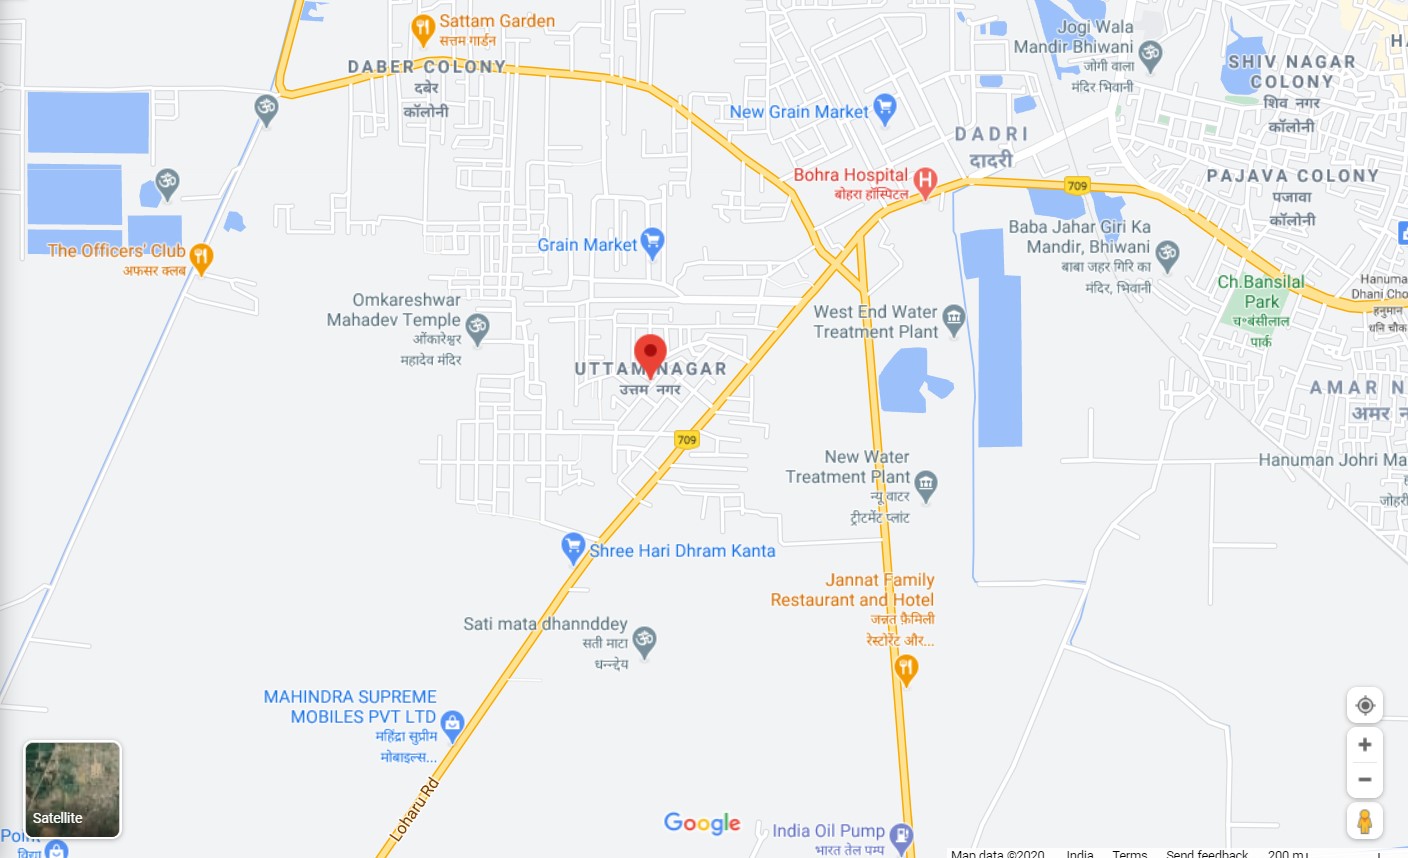 Sattam Garden
सत्तम गार्डन
DABER COLONY
दबेर
कॉलोनी
Jogi Wala
Mandir Bhiwani
जोगी वाला
मंदिर भिवानी
SHIV NAGAR
COLONY
शिव नगर
कॉलोनी
New Grain Market
DADRI
दादरी
Bohra Hospital
बोहरा हॉस्पिटल
709
PAJAVA COLONY
पजावा
कॉलोनी
The Officers' Club
अफसर क्लब
Grain Market
Baba Jahar Giri Ka
Mandir, Bhiwani
बाबा जहर गिरि का
मंदिर, भिवानी
Ch.Bansilal
Park
च॰बंसीलाल
पार्क
Hanuman
Dhani Cho
हनुमान
धनि चौक
Omkareshwar
Mahadev Temple
ओंकारेश्वर
महादेव मंदिर
West End Water
Treatment Plant
UTTAM NAGAR
उत्तम नगर
AMAR N
अमर न
709
New Water
Treatment Plant
न्यू वाटर
ट्रीटमेंट प्लांट
Hanuman Johri Ma
जोहरी
Shree Hari Dhram Kanta
Jannat Family
Restaurant and Hotel
जन्नत फ़ैमिली
रेस्टोरेंट और...
Sati mata dhannddey
सती माटा
धन्न्देय
MAHINDRA SUPREME
MOBILES PVT LTD
महिंद्रा सुप्रीम
मोबाइल्स...
Loharu Rd
Satellite
Google
India Oil Pump
भारत तेल पम्प
Point
विद्या
Map data ©2020 India Terms Send feedback 200 m